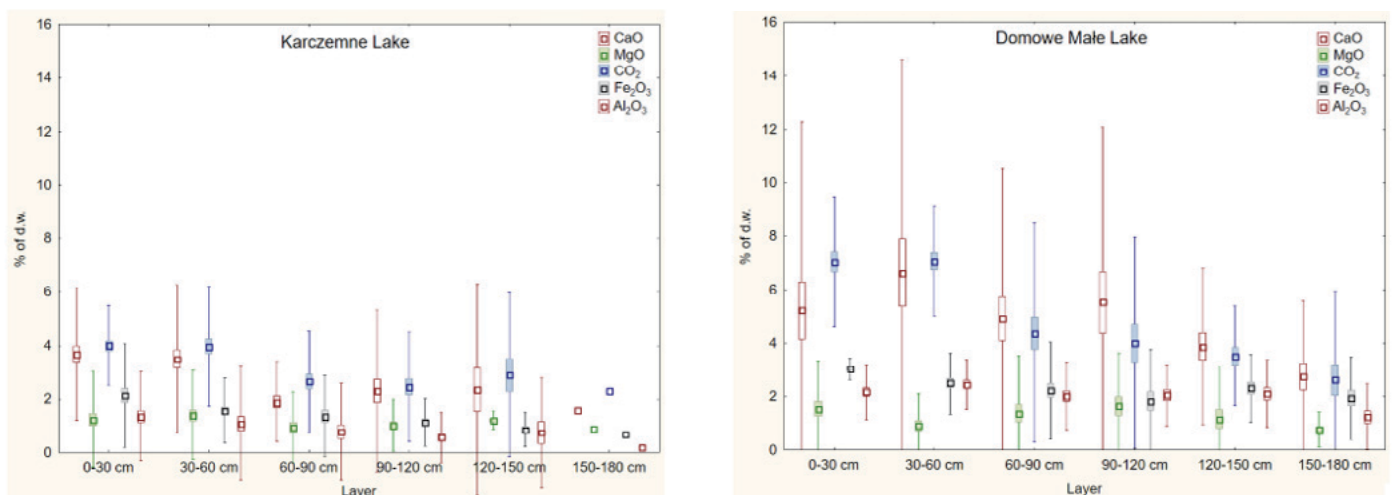 Karczemne Lake
CaO
MgO
CO₂
Fe₂O₃
Al₂O₃
% of d.w.
16
14
12
10
8
6
4
2
0
0-30 cm 30-60 cm 60-90 cm 90-120 cm 120-150 cm 150-180 cm
Layer
Domowe Małe Lake
CaO
MgO
CO₂
Fe₂O₃
Al₂O₃
% of d.w.
16
14
12
10
8
6
4
2
0
0-30 cm 30-60 cm 60-90 cm 90-120 cm 120-150 cm 150-180 cm
Layer